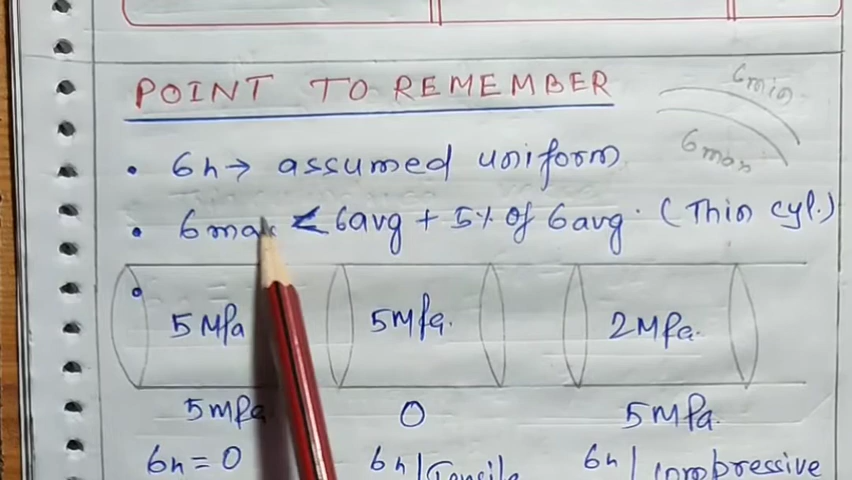 POINT TO REMEMBER
σmin
σmax
• σh → assumed uniform
• σmax < σavg + 5% of σavg. (Thin cyl.)
5 MPa 5 MPa. 2 MPa.
5 MPa 0 5 MPa.
σh = 0 σh / Tensile σh / compressive